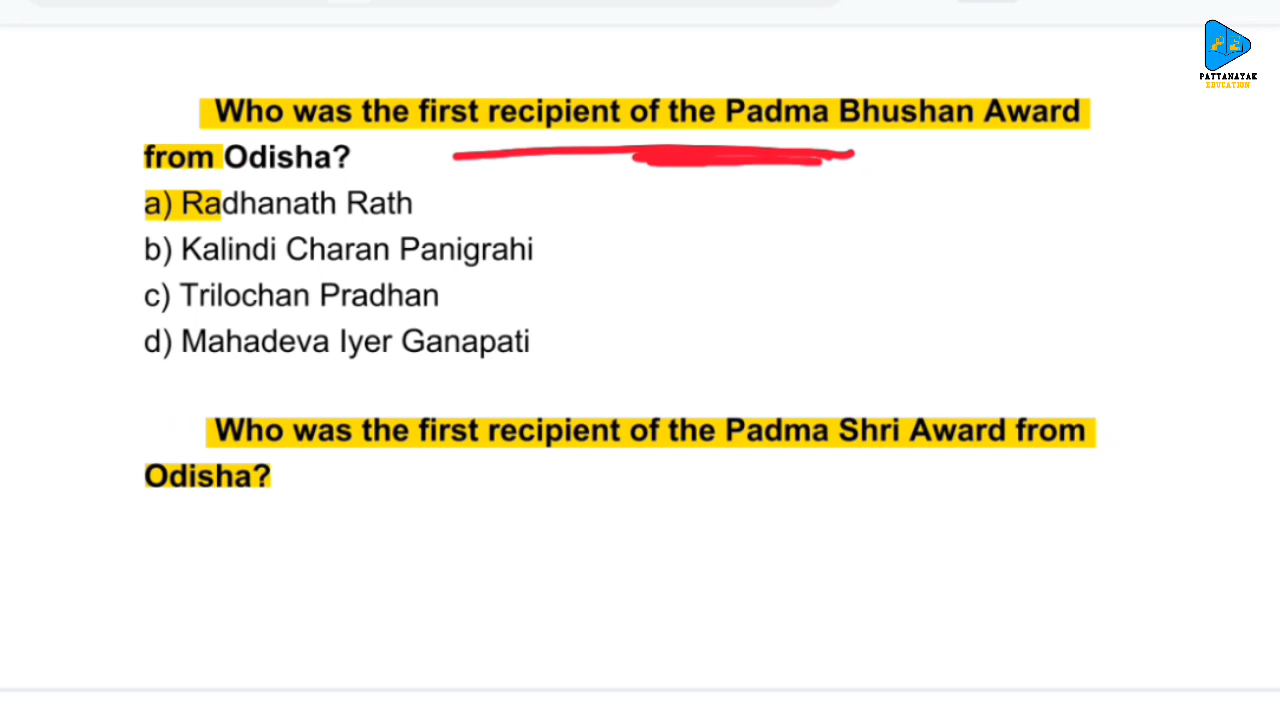 PATTANAYAK
EDUCATION
Who was the first recipient of the Padma Bhushan Award
from Odisha?
a) Radhanath Rath
b) Kalindi Charan Panigrahi
c) Trilochan Pradhan
d) Mahadeva Iyer Ganapati
Who was the first recipient of the Padma Shri Award from
Odisha?